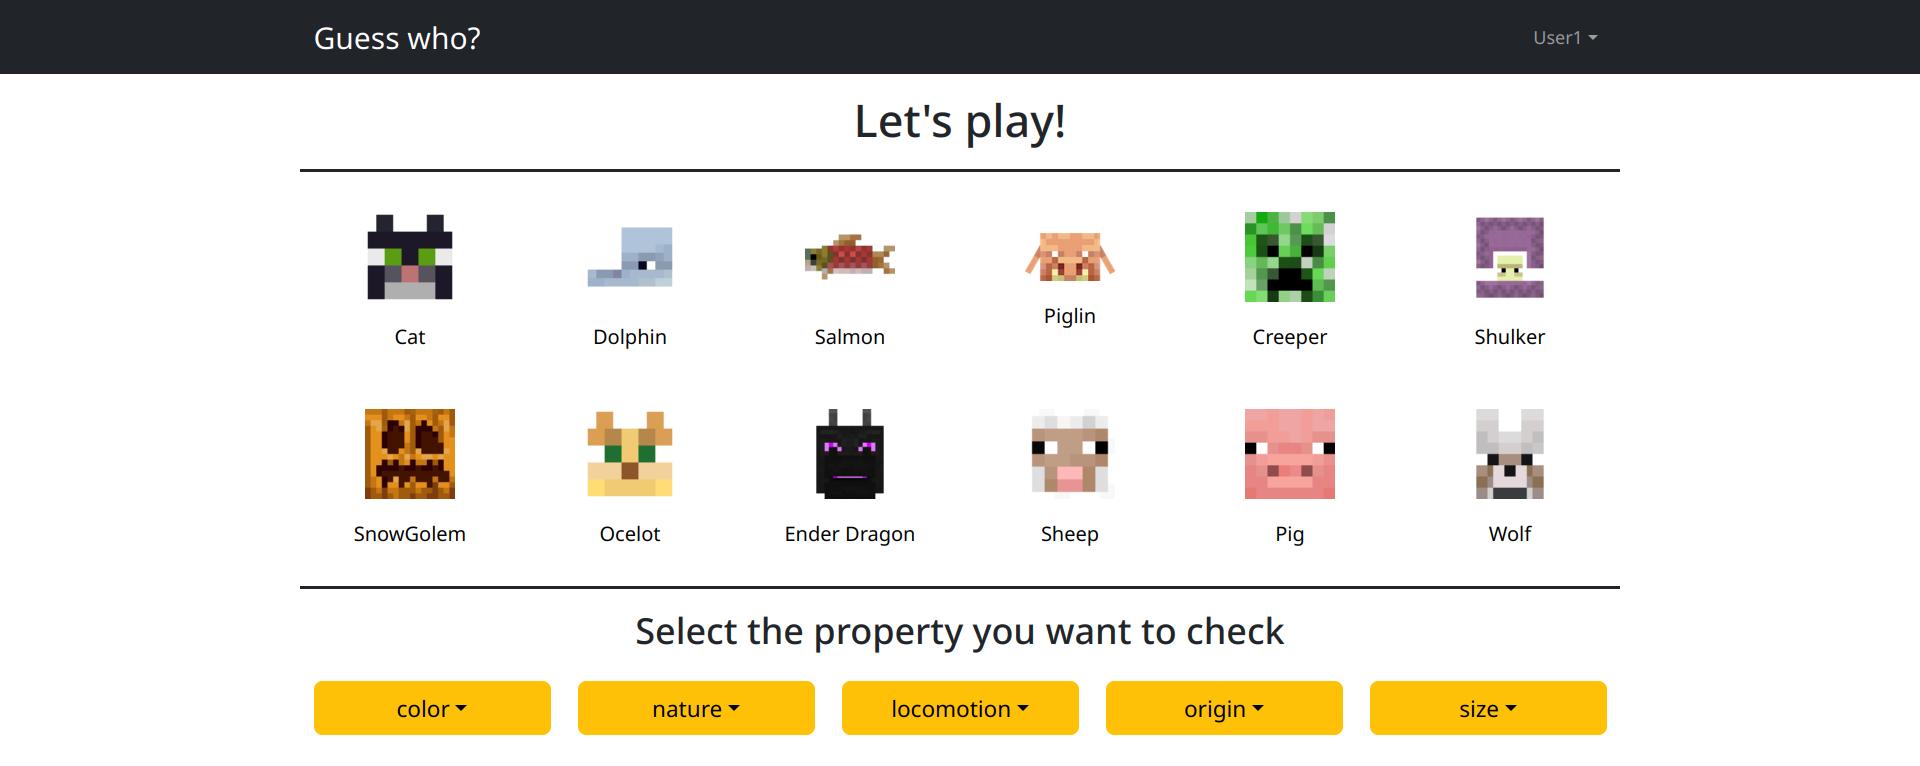 Guess who?
User1
Let's play!
Cat
Dolphin
Salmon
Piglin
Creeper
Shulker
SnowGolem
Ocelot
Ender Dragon
Sheep
Pig
Wolf
Select the property you want to check
color
nature
locomotion
origin
size